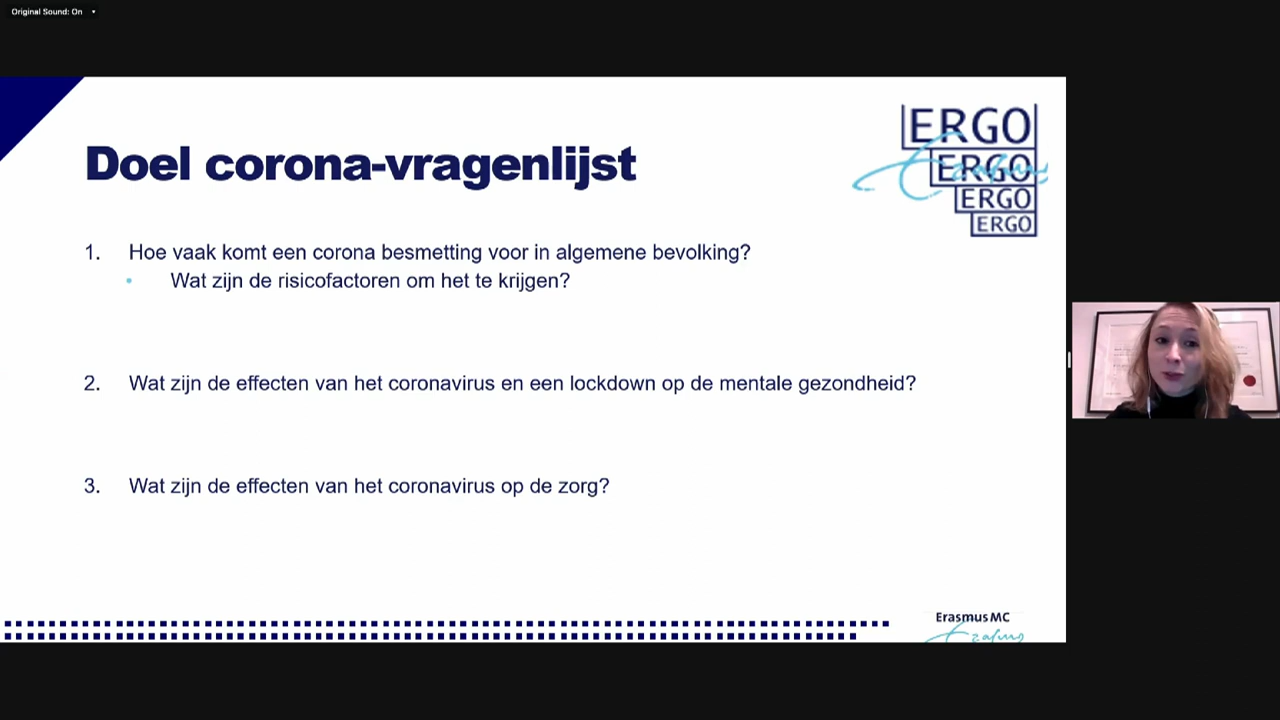 Original Sound: On
Doel corona-vragenlijst
ERGO
ERGO
ERGO
ERGO
Erasmus
1. Hoe vaak komt een corona besmetting voor in algemene bevolking?
• Wat zijn de risicofactoren om het te krijgen?
2. Wat zijn de effecten van het coronavirus en een lockdown op de mentale gezondheid?
3. Wat zijn de effecten van het coronavirus op de zorg?
Erasmus MC
Erasmus